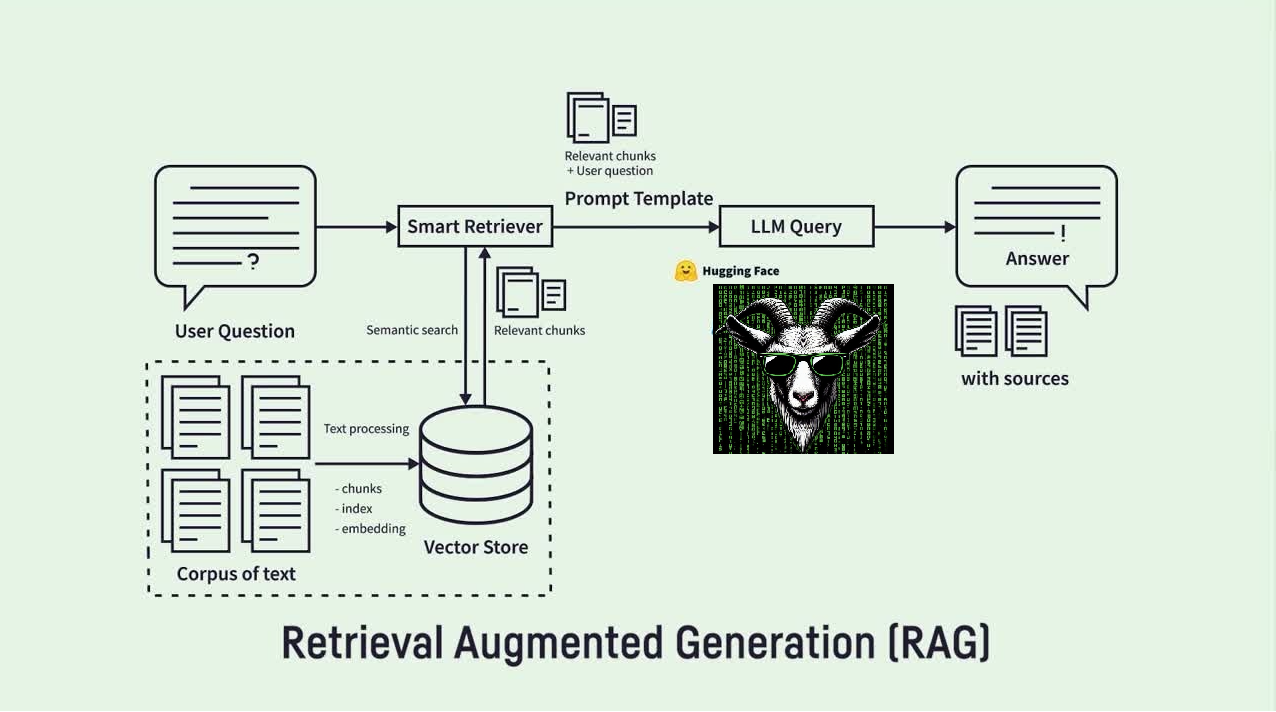 Relevant chunks
+ User question
Prompt Template
Smart Retriever
LLM Query
?
User Question
!
Answer
with sources
Hugging Face
Semantic search
Relevant chunks
Text processing
- chunks
- index
- embedding
Corpus of text
Vector Store
Retrieval Augmented Generation (RAG)